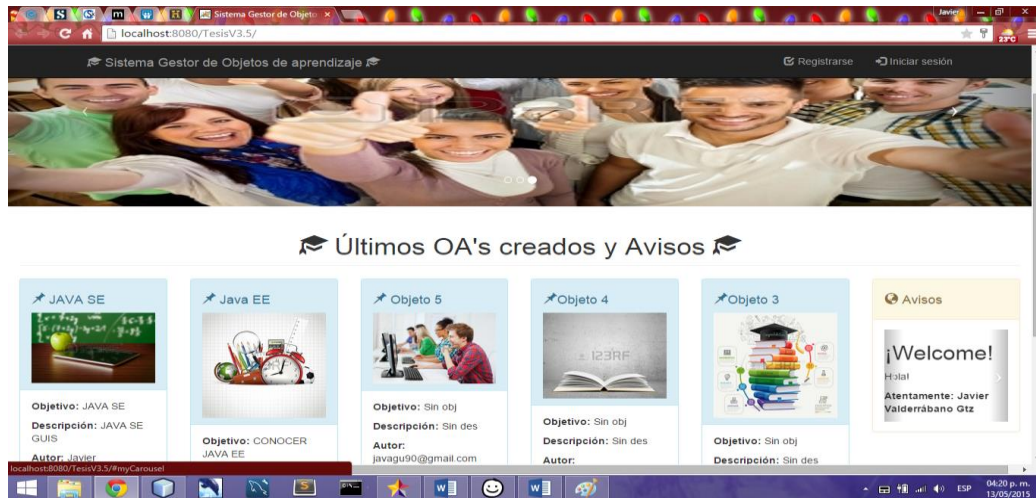 Sistema Gestor de Objeto
Javier
localhost:8080/TesisV3.5/
23°C
Sistema Gestor de Objetos de aprendizaje
Registrarse
Iniciar sesión
Últimos OA's creados y Avisos
JAVA SE
Objetivo: JAVA SE
Descripción: JAVA SE
GUIS
Autor: Javier
Java EE
Objetivo: CONOCER
JAVA EE
Objeto 5
Objetivo: Sin obj
Descripción: Sin des
Autor:
javagu90@gmail.com
Objeto 4
123RF
Objetivo: Sin obj
Descripción: Sin des
Autor:
Objeto 3
Objetivo: Sin obj
Descripción: Sin des
Avisos
¡Welcome!
Hola!
Atentamente: Javier
Valderrábano Gtz
localhost:8080/TesisV3.5/#myCarousel
ESP
04:20 p. m.
13/05/2015